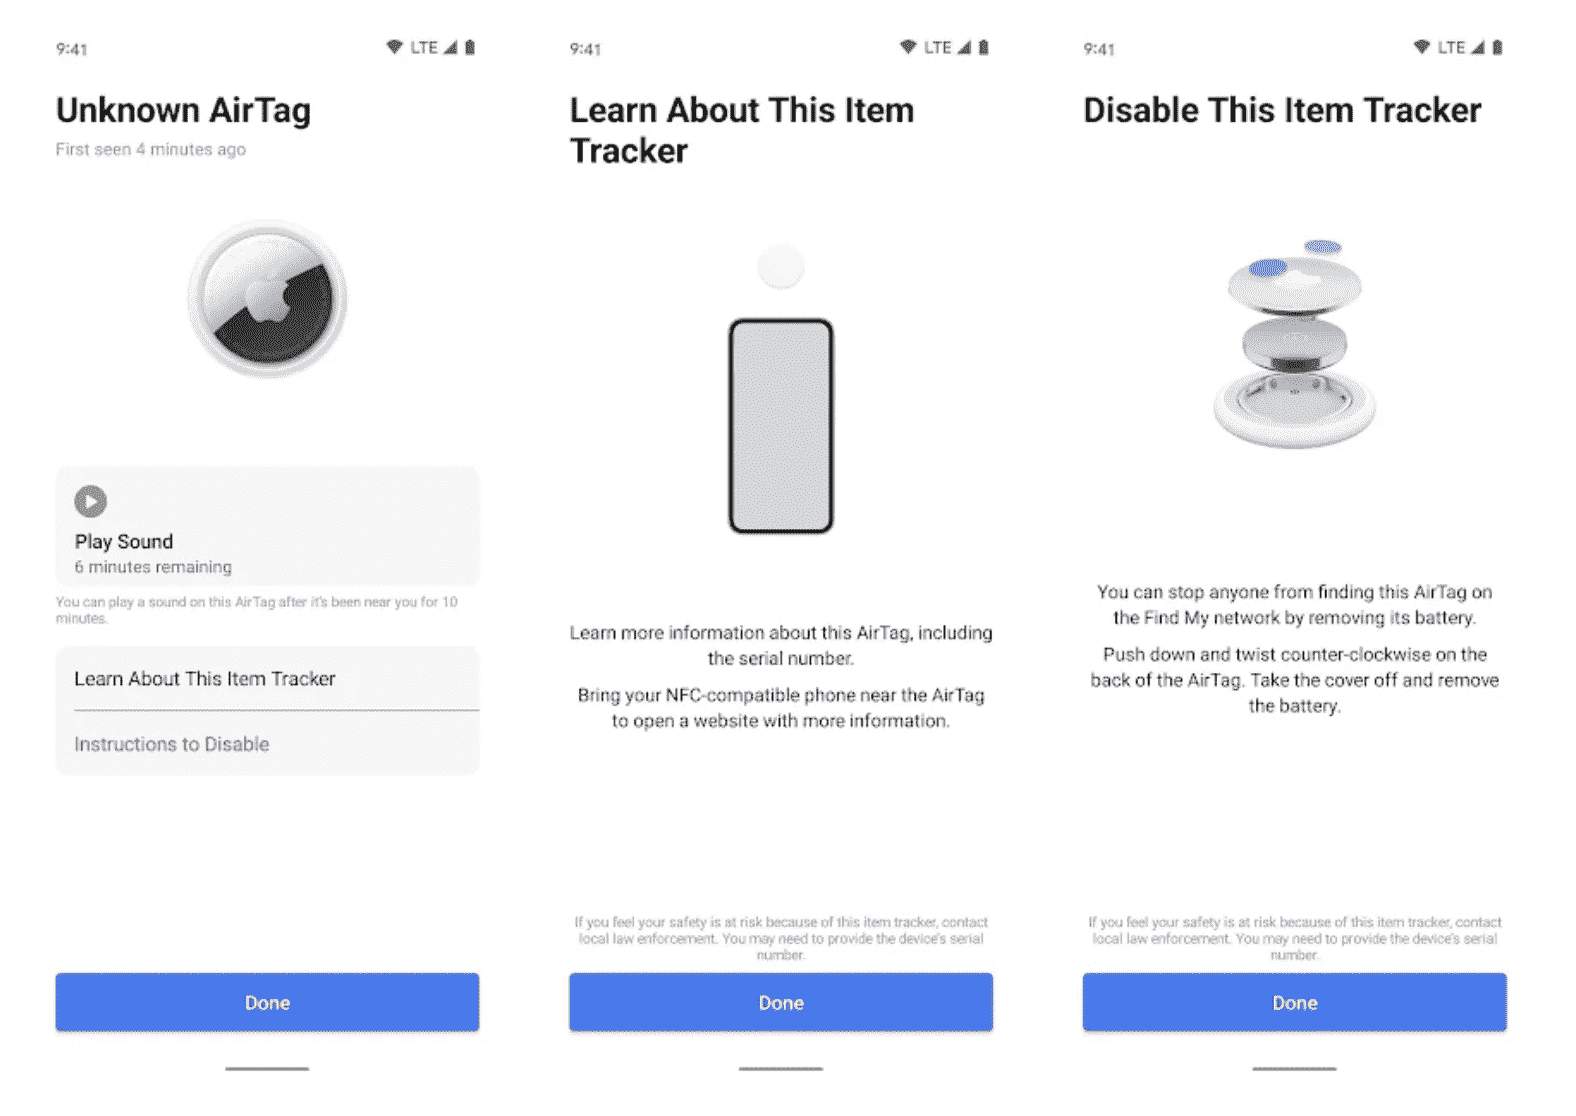 9:41
LTE
Unknown AirTag
First seen 4 minutes ago
Play Sound
6 minutes remaining
You can play a sound on this AirTag after it's been near you for 10
minutes.
Learn About This Item Tracker
Instructions to Disable
Done
9:41
LTE
Learn About This Item
Tracker
Learn more information about this AirTag, including
the serial number.
Bring your NFC-compatible phone near the AirTag
to open a website with more information.
If you feel your safety is at risk because of this item tracker, contact
local law enforcement. You may need to provide the device's serial
number.
Done
9:41
LTE
Disable This Item Tracker
You can stop anyone from finding this AirTag on
the Find My network by removing its battery.
Push down and twist counter-clockwise on the
back of the AirTag. Take the cover off and remove
the battery.
If you feel your safety is at risk because of this item tracker, contact
local law enforcement. You may need to provide the device's serial
number.
Done